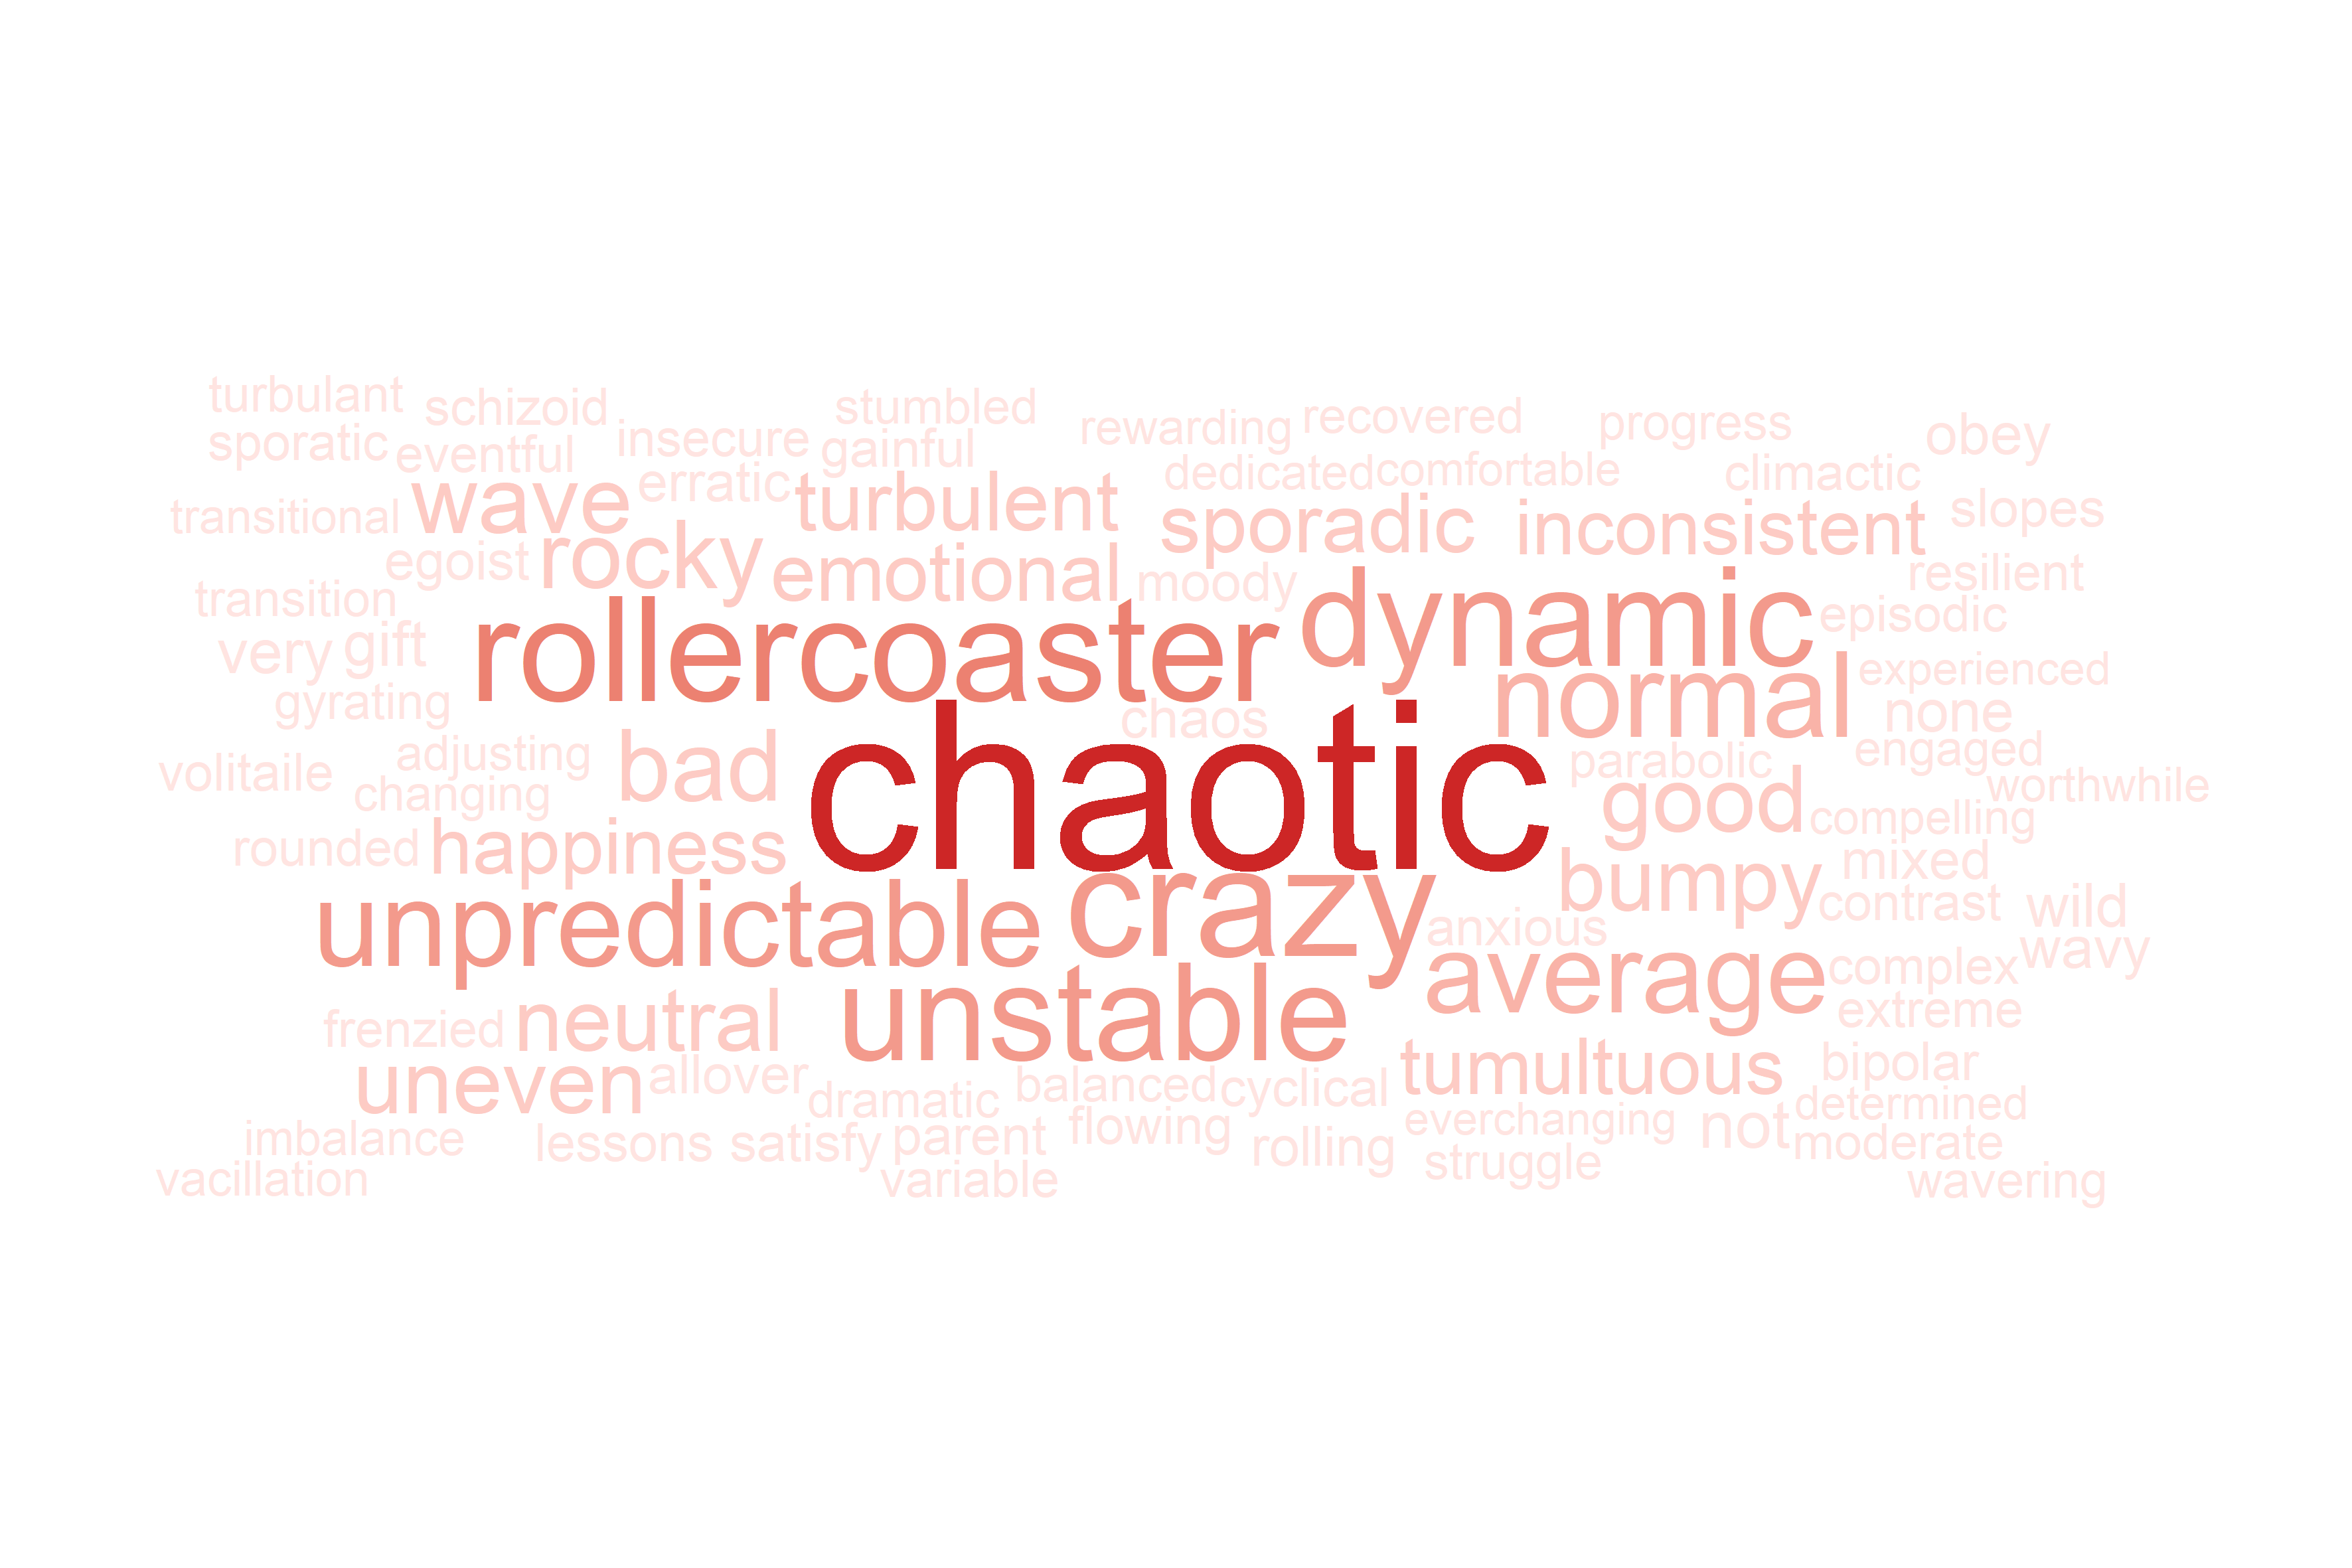 turbulant schizoid stumbled rewarding recovered progress obey
sporatic eventful insecure gainful dedicated comfortable climactic
transitional wave erratic turbulent sporadic inconsistent slopes
egoist rocky emotional moody resilient
transition rollercoaster dynamic episodic
very gift normal experienced
gyrating chaos none
volitaile adjusting bad chaotic parabolic engaged
changing good worthwhile
rounded happiness compelling
unpredictable crazy bumpy mixed
anxious contrast wild
unstable average complex wavy
frenzied neutral extreme
uneven allover dramatic balanced cyclical tumultuous bipolar
everchanging determined
imbalance lessons satisfy parent flowing rolling not moderate
vacillation variable struggle wavering